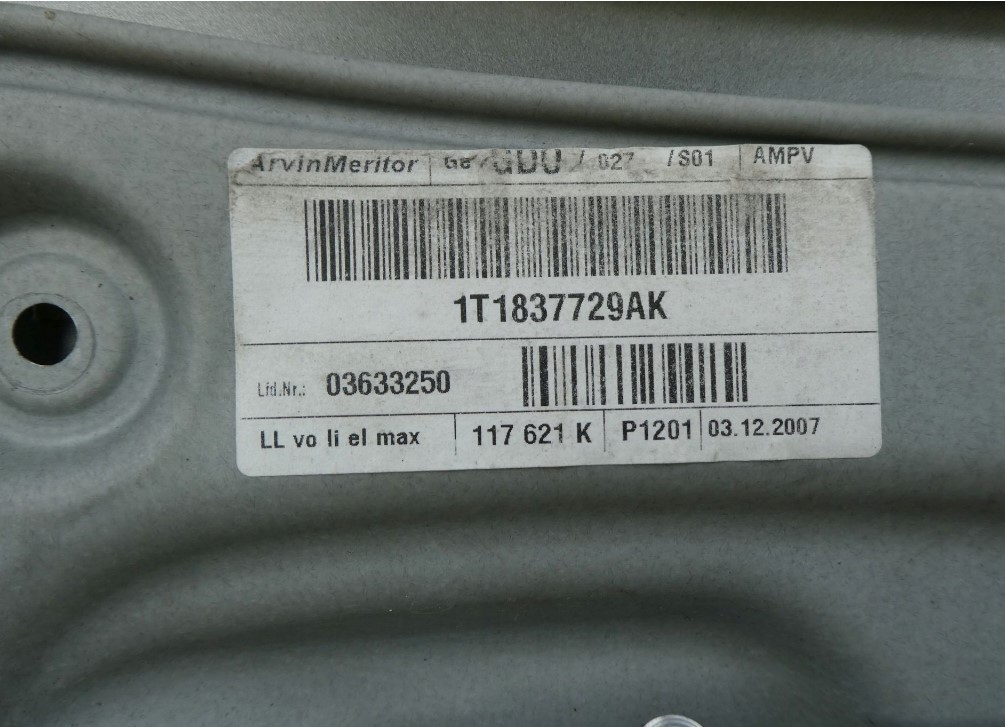 ArvinMeritor GDU / 027 /S01 AMPV
1T1837729AK
Lfd.Nr.: 03633250
LL vo li el max 117 621 K P1201 03.12.2007